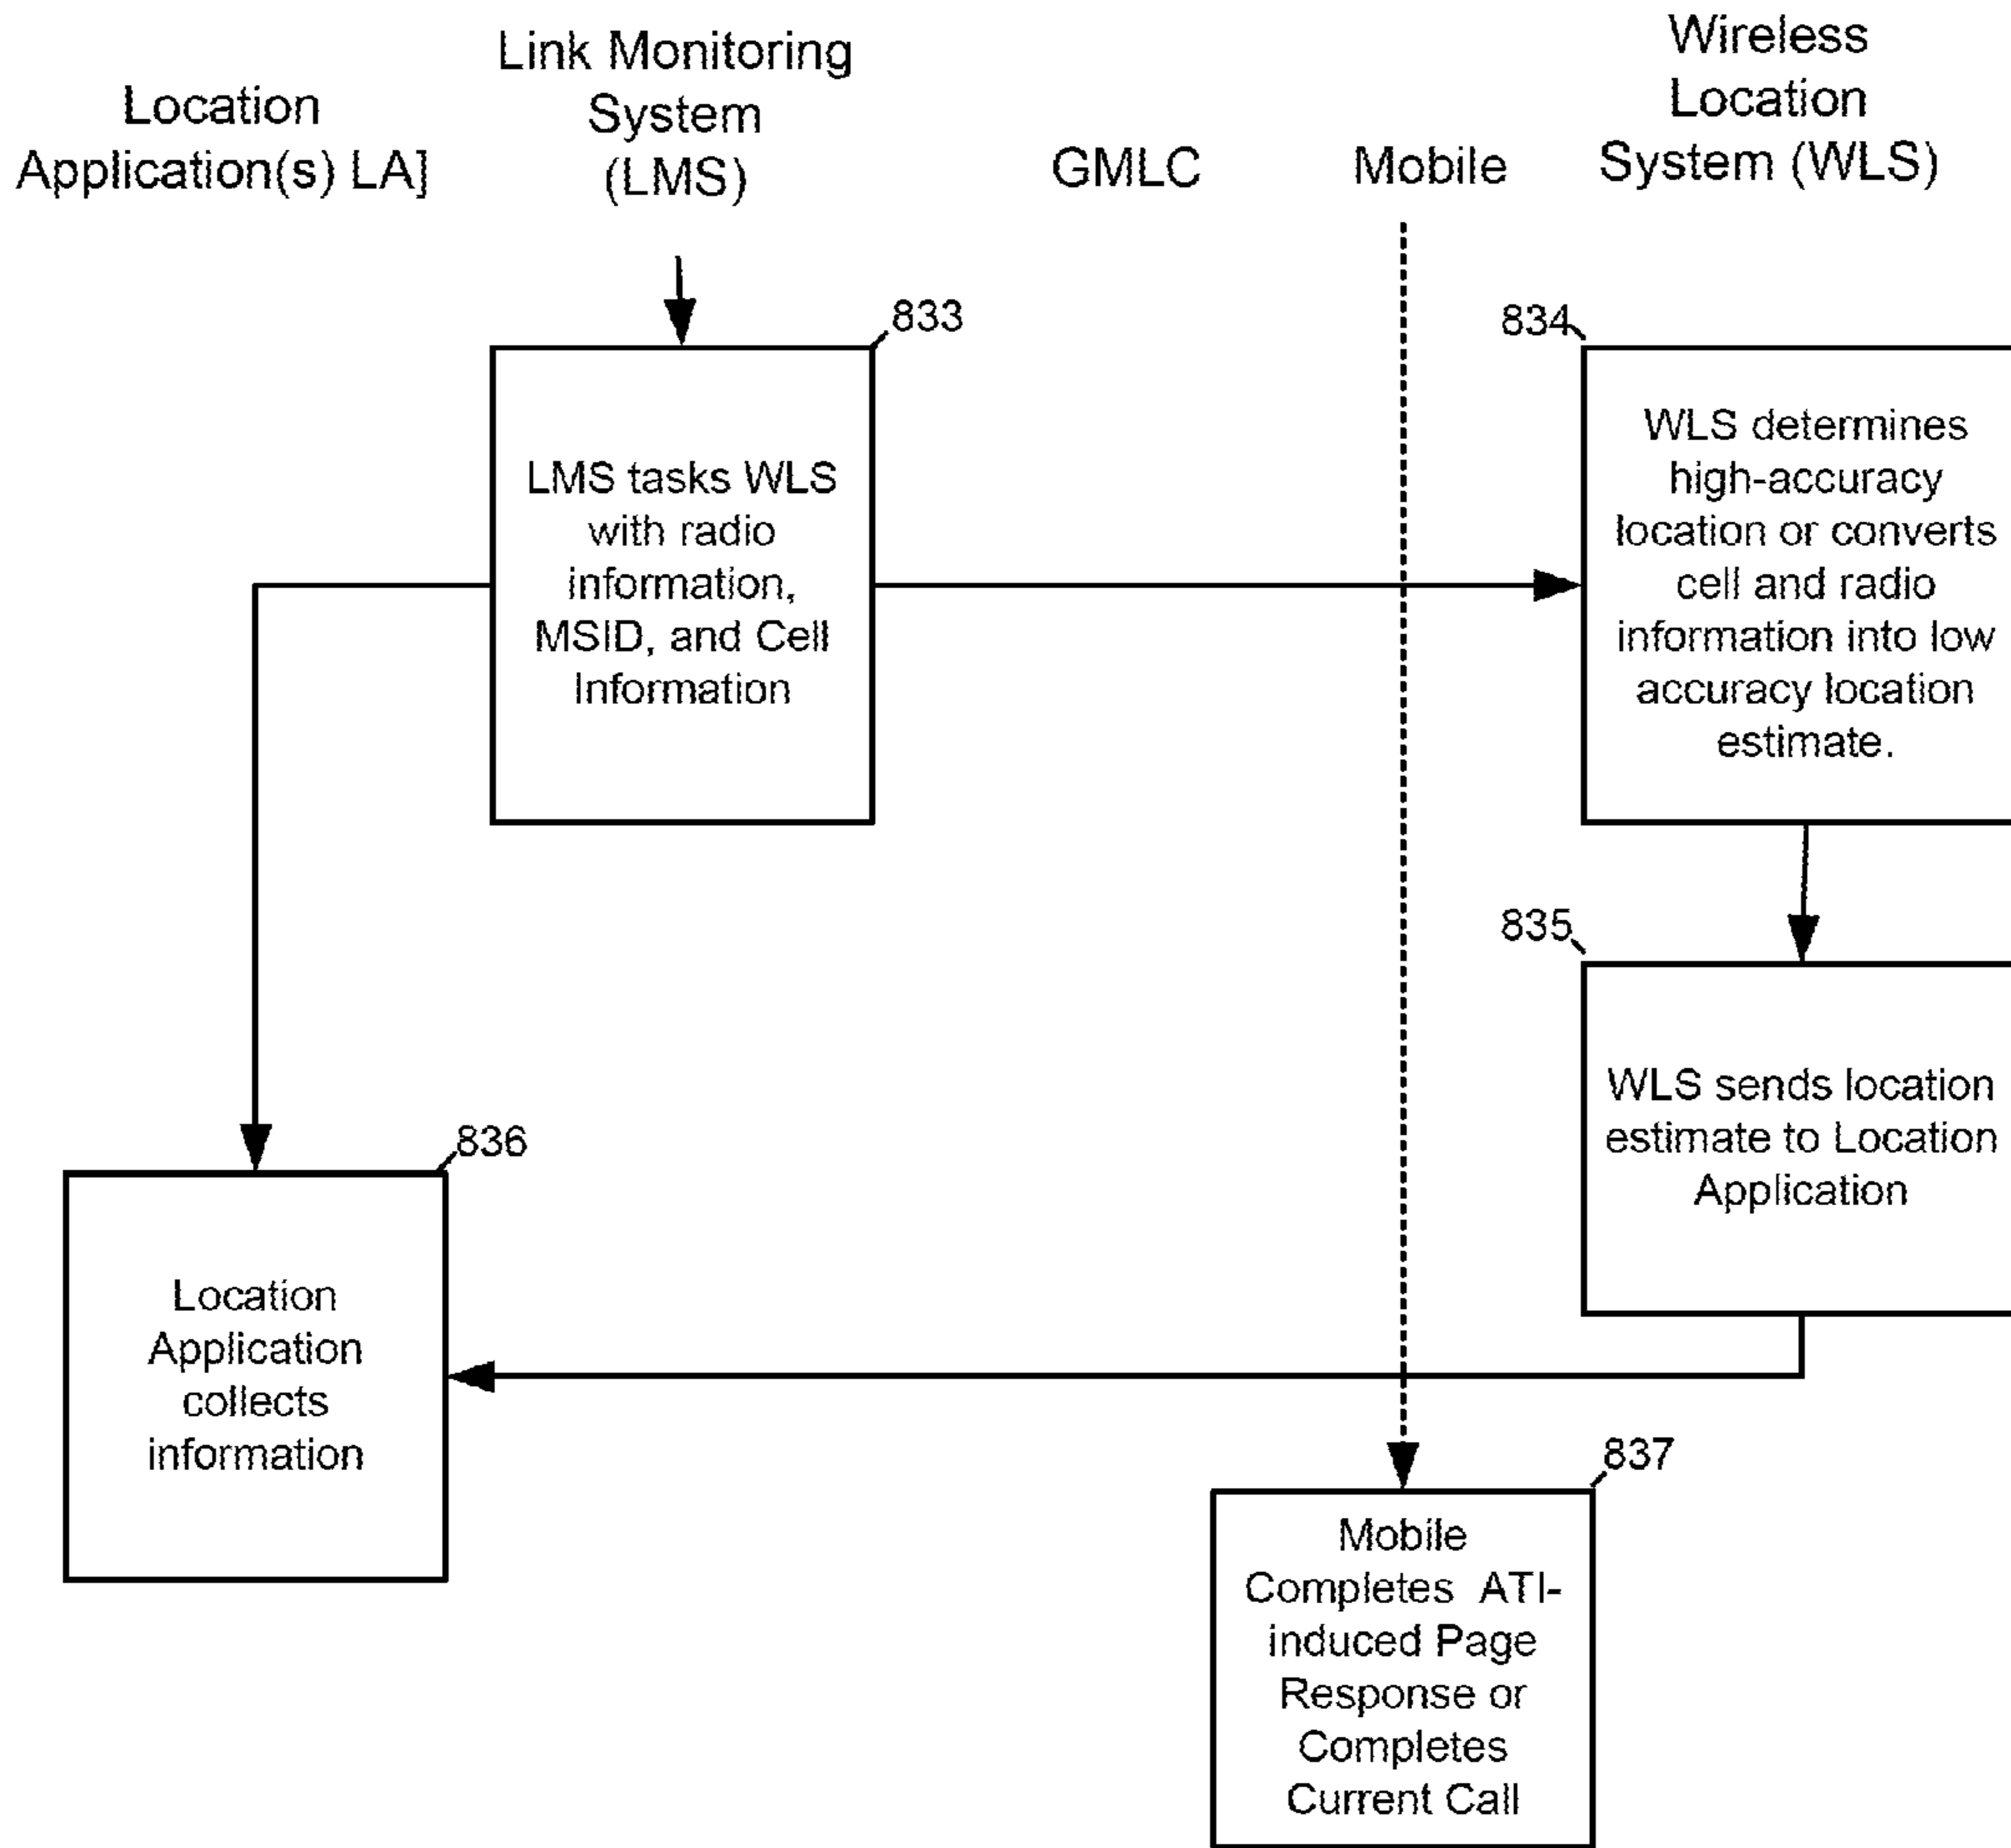 Location
Application(s) LA]
Link Monitoring
System
(LMS)
GMLC
Mobile
Wireless
Location
System (WLS)
833
LMS tasks WLS
with radio
information,
MSID, and Cell
Information
834
WLS determines
high-accuracy
location or converts
cell and radio
information into low
accuracy location
estimate.
835
WLS sends location
estimate to Location
Application
836
Location
Application
collects
information
837
Mobile
Completes ATI-
induced Page
Response or
Completes
Current Call